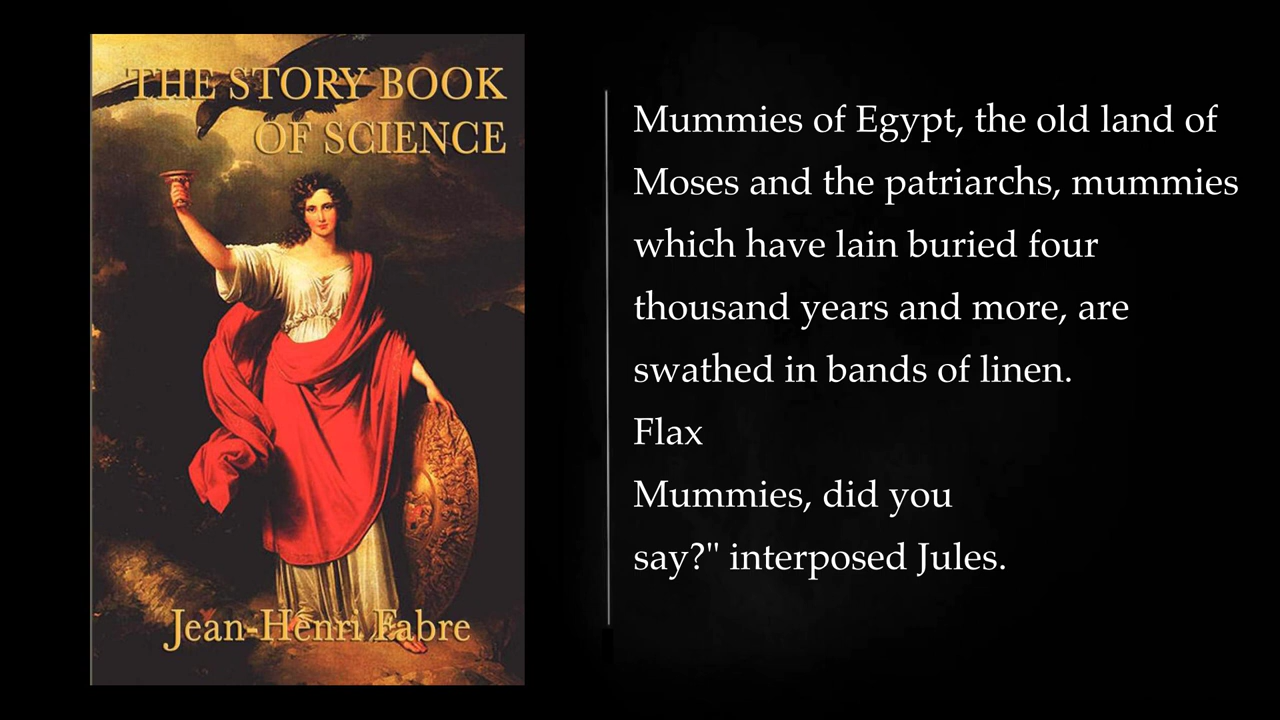 THE STORY BOOK
OF SCIENCE
Jean-Henri Fabre
Mummies of Egypt, the old land of
Moses and the patriarchs, mummies
which have lain buried four
thousand years and more, are
swathed in bands of linen.
Flax
Mummies, did you
say?" interposed Jules.